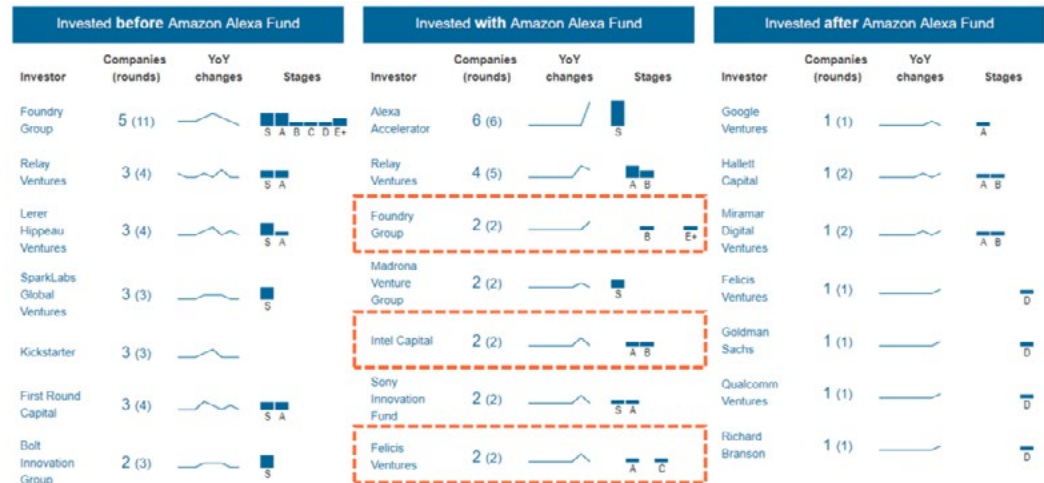 Invested before Amazon Alexa Fund
Investor
Companies
(rounds)
YoY
changes
Stages
Foundry
Group
5 (11)
S A B C D E+
Relay
Ventures
3 (4)
S A
Lerer
Hippeau
Ventures
3 (4)
S A
SparkLabs
Global
Ventures
3 (3)
S
Kickstarter
3 (3)
First Round
Capital
3 (4)
S A
Bolt
Innovation
Group
2 (3)
S
Invested with Amazon Alexa Fund
Investor
Companies
(rounds)
YoY
changes
Stages
Alexa
Accelerator
6 (6)
S
Relay
Ventures
4 (5)
A B
Foundry
Group
2 (2)
B E+
Madrona
Venture
Group
2 (2)
S
Intel Capital
2 (2)
A B
Sony
Innovation
Fund
2 (2)
S A
Felicis
Ventures
2 (2)
A C
Invested after Amazon Alexa Fund
Investor
Companies
(rounds)
YoY
changes
Stages
Google
Ventures
1 (1)
A
Hallett
Capital
1 (2)
A B
Miramar
Digital
Ventures
1 (2)
A B
Felicis
Ventures
1 (1)
D
Goldman
Sachs
1 (1)
D
Qualcomm
Ventures
1 (1)
D
Richard
Branson
1 (1)
D